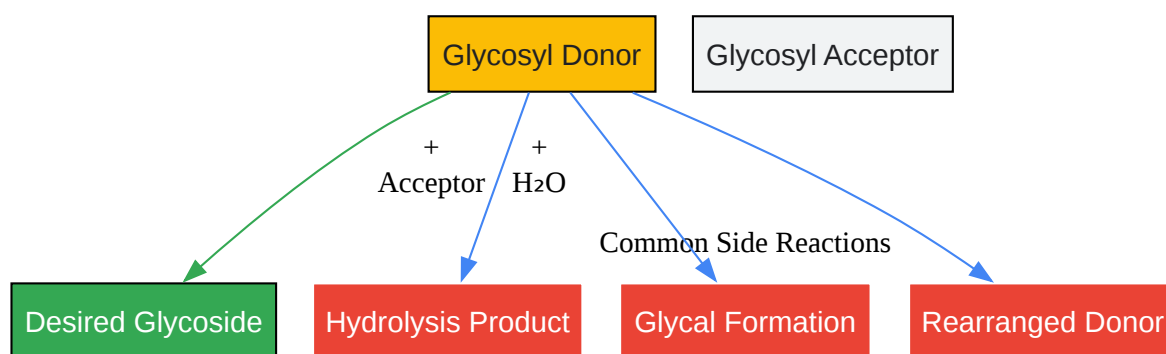 Glycosyl Donor
Glycosyl Acceptor
+
Acceptor
+
H₂O
Common Side Reactions
Desired Glycoside
Hydrolysis Product
Glycal Formation
Rearranged Donor